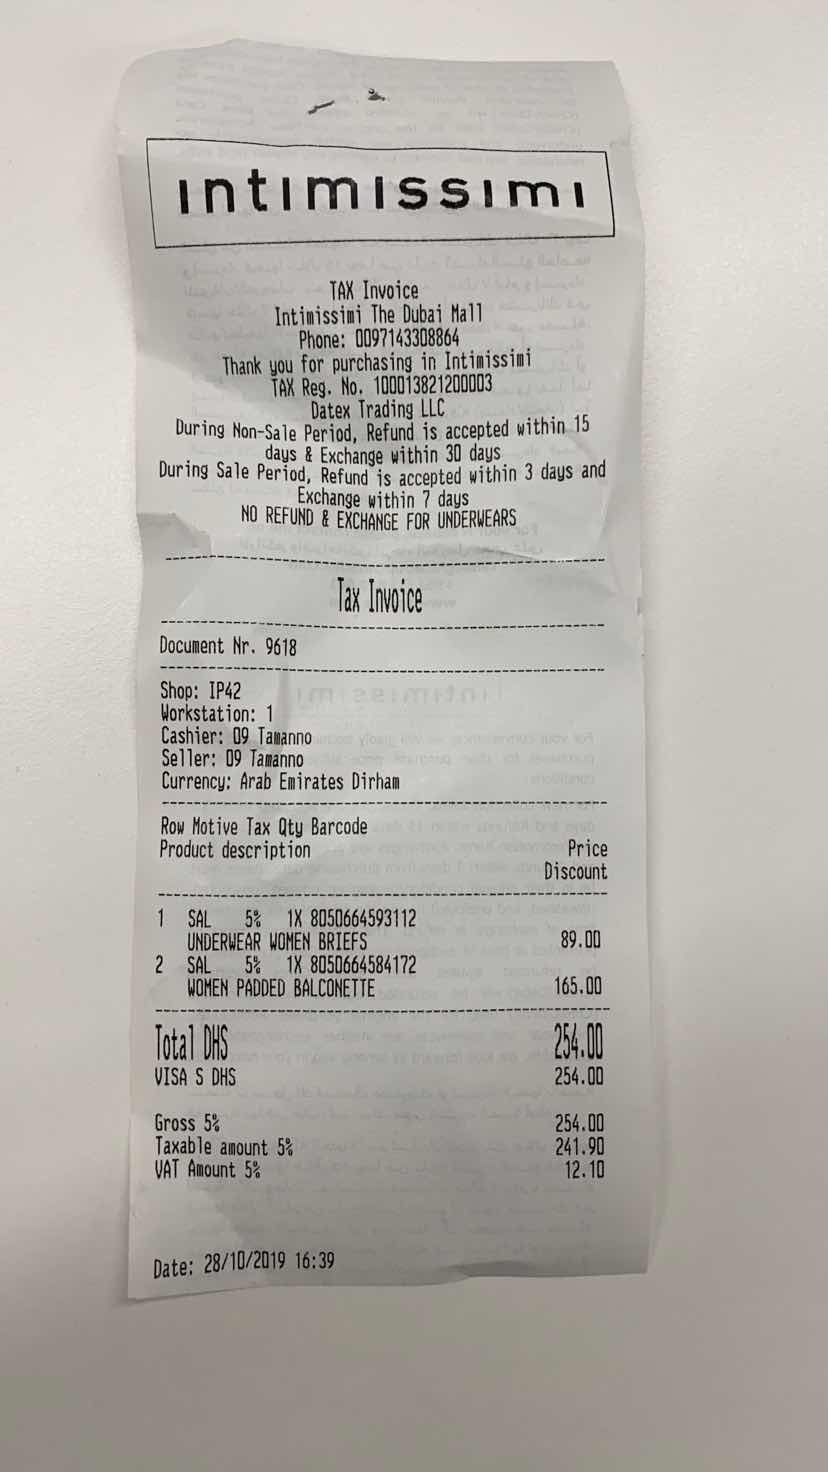 ıntımıssımı
TAX Invoice
Intimissimi The Dubai Mall
Phone: 0097143308864
Thank you for purchasing in Intimissimi
TAX Reg. No. 100013821200003
Datex Trading LLC
During Non-Sale Period, Refund is accepted within 15
days & Exchange within 30 days
During Sale Period, Refund is accepted within 3 days and
Exchange within 7 days
NO REFUND & EXCHANGE FOR UNDERWEARS
Tax Invoice
Document Nr. 9618
Shop: IP42
Workstation: 1
Cashier: 09 Tamanno
Seller: 09 Tamanno
Currency: Arab Emirates Dirham
Row Motive Tax Qty Barcode
Product description Price
Discount
1 SAL 5% 1X 8050664593112
UNDERWEAR WOMEN BRIEFS 89.00
2 SAL 5% 1X 8050664584172
WOMEN PADDED BALCONETTE 165.00
Total DHS 254.00
VISA S DHS 254.00
Gross 5% 254.00
Taxable amount 5% 241.90
VAT Amount 5% 12.10
Date: 28/10/2019 16:39